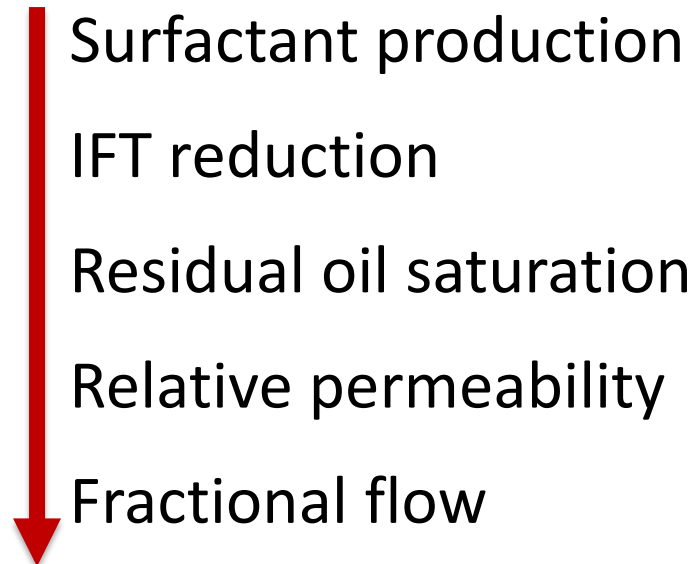 Surfactant production
IFT reduction
Residual oil saturation
Relative permeability
Fractional flow